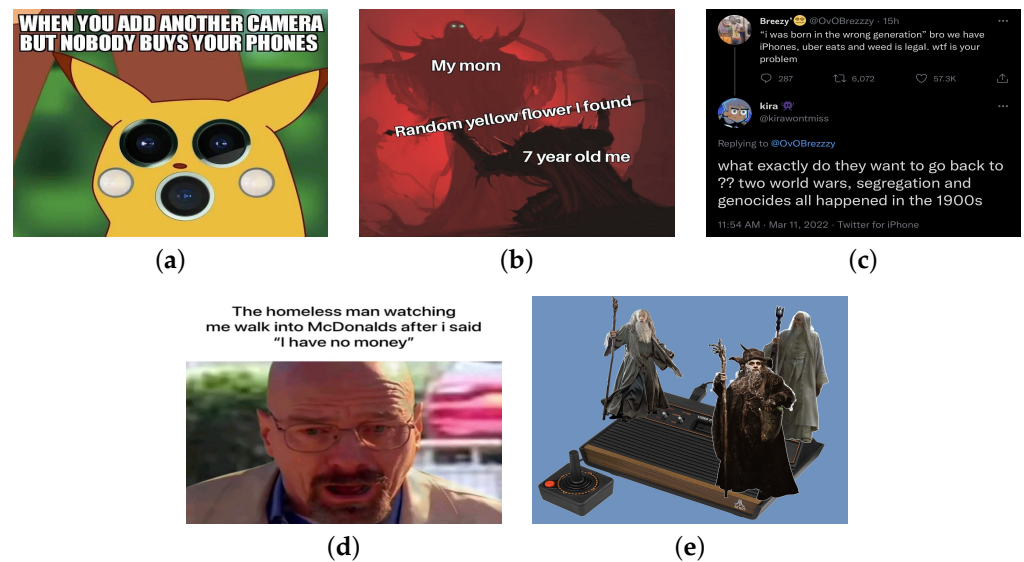 WHEN YOU ADD ANOTHER CAMERA
BUT NOBODY BUYS YOUR PHONES
(a)
My mom
Random yellow flower I found
7 year old me
(b)
Breezy' @OvOBrezzzy · 15h
“i was born in the wrong generation” bro we have
iPhones, uber eats and weed is legal. wtf is your
problem
287 6,072 57.3K
kira
@kirawontmiss
Replying to @OvOBrezzzy
what exactly do they want to go back to
?? two world wars, segregation and
genocides all happened in the 1900s
11:54 AM · Mar 11, 2022 · Twitter for iPhone
(c)
The homeless man watching
me walk into McDonalds after i said
“I have no money”
(d)
(e)